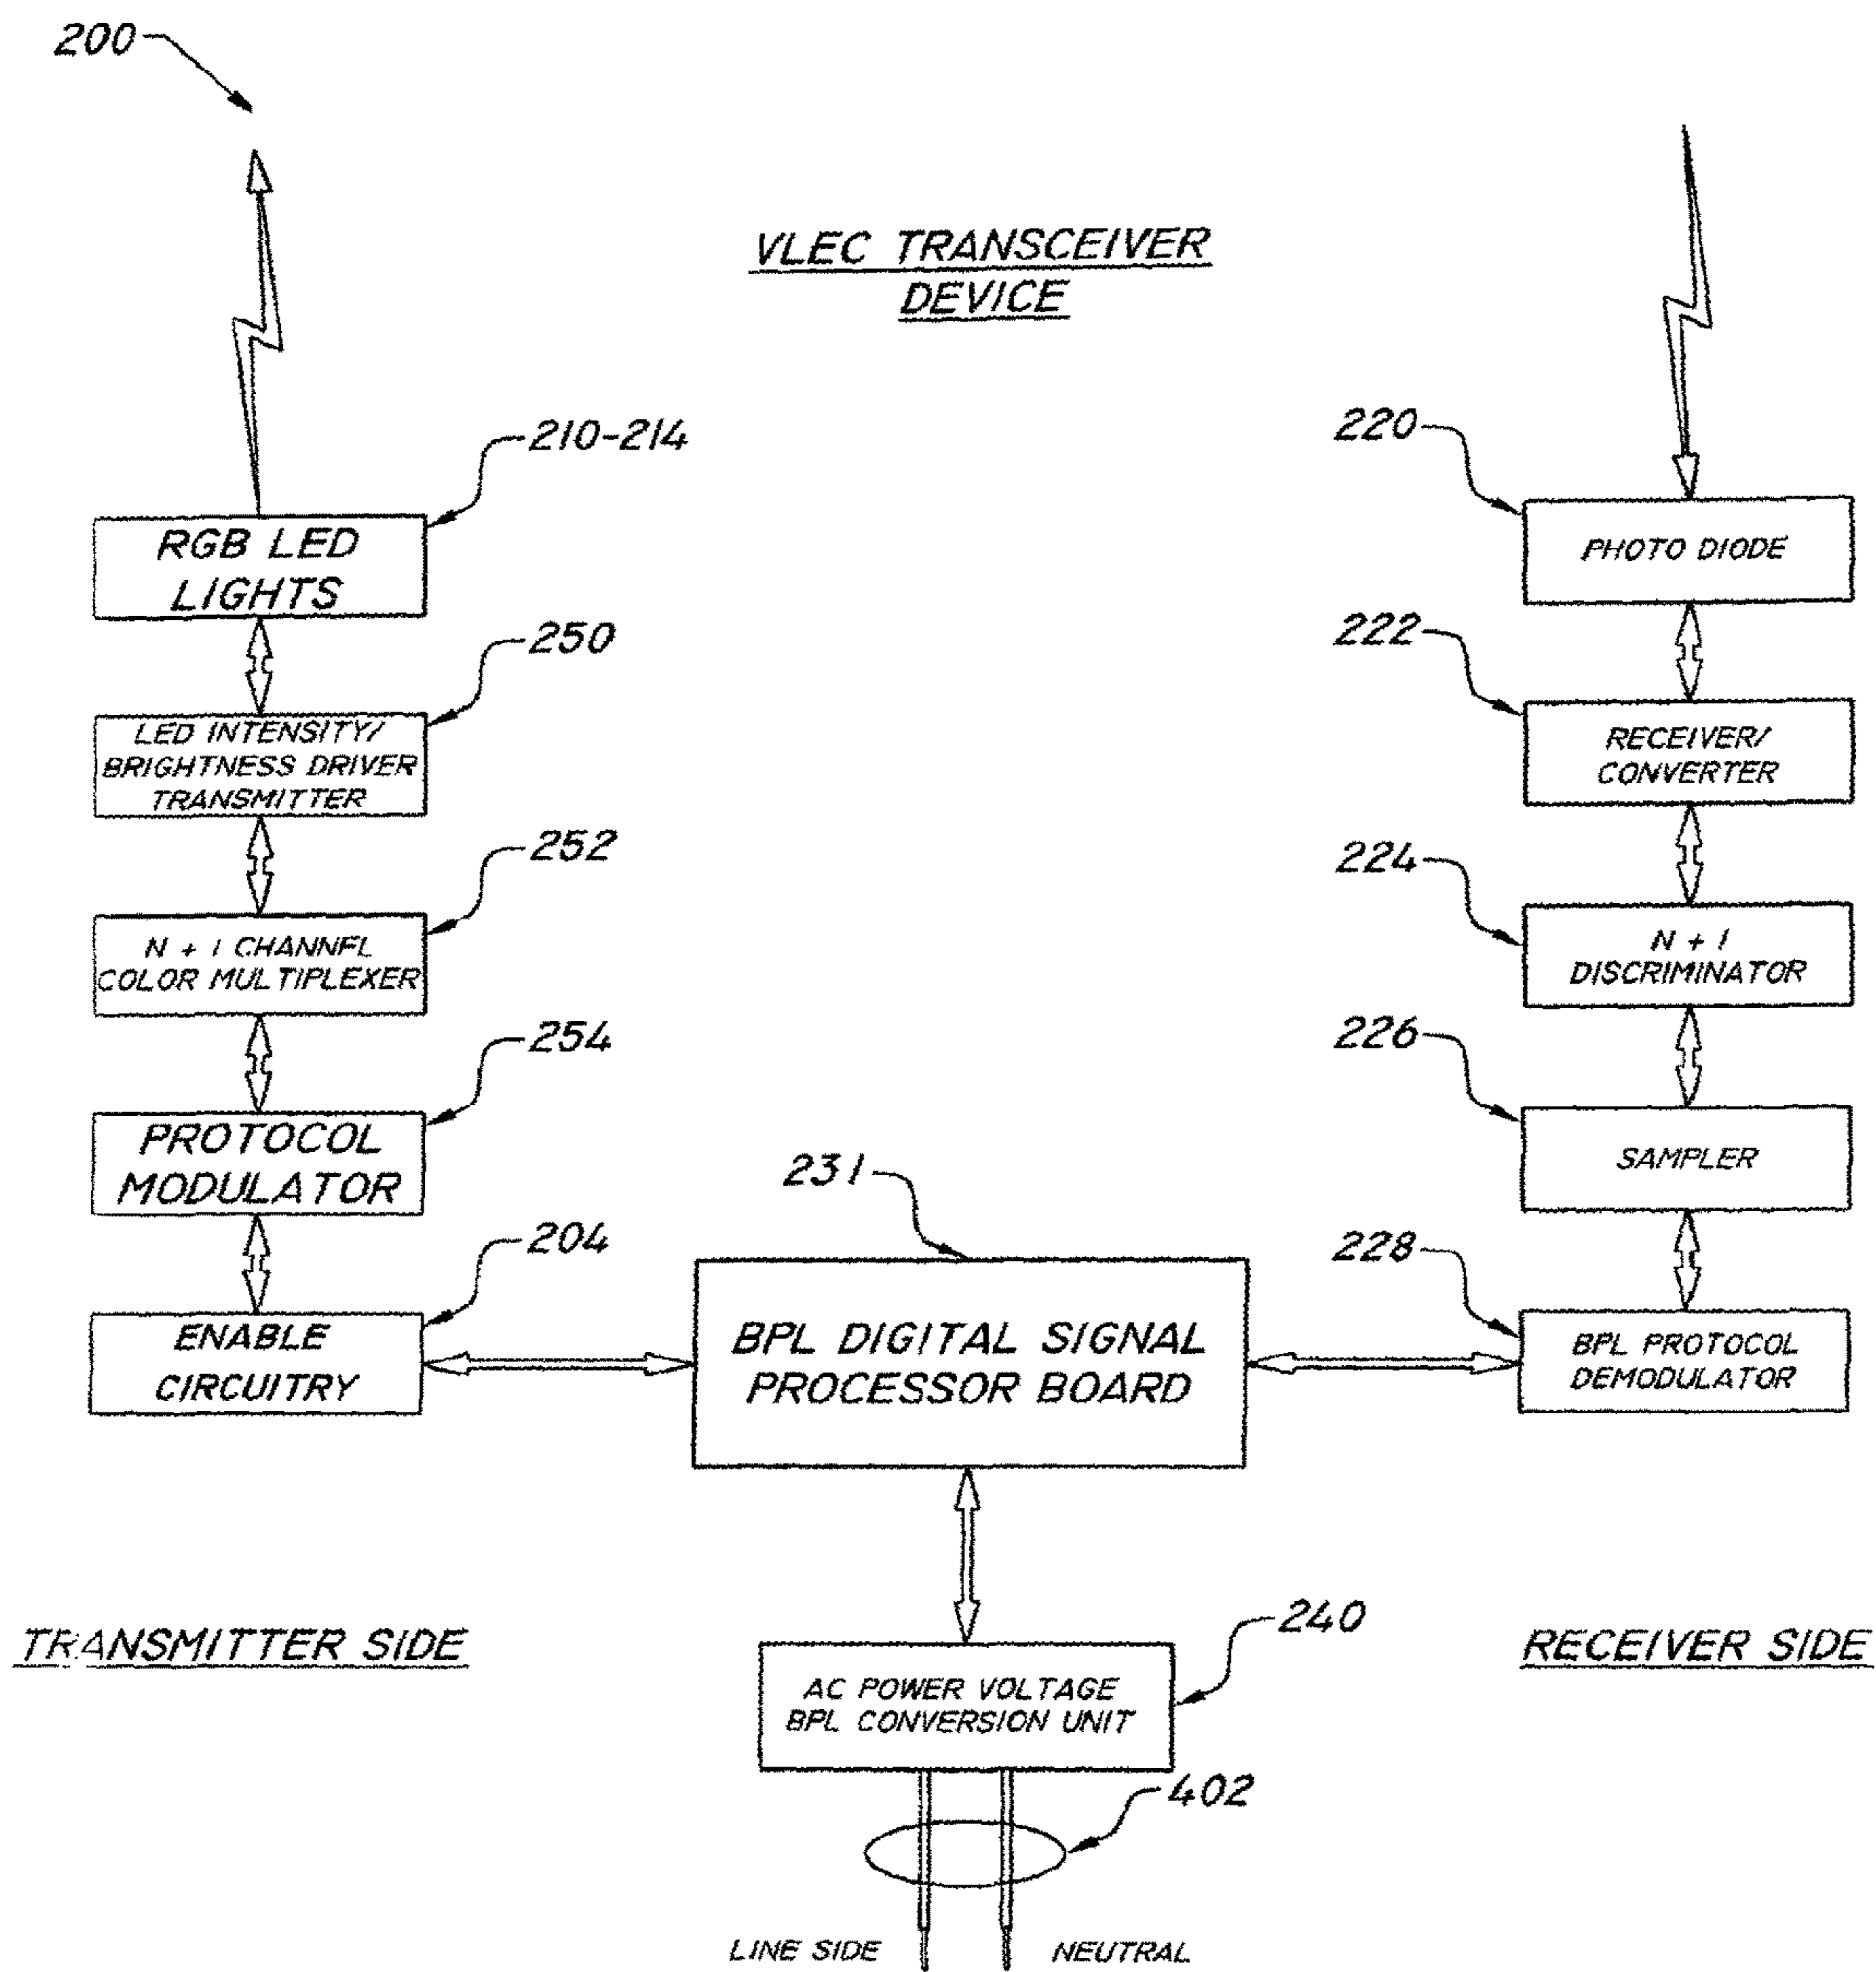 200
VLEC TRANSCEIVER
DEVICE
210-214
220
RGB LED
LIGHTS
PHOTO DIODE
250
222
LED INTENSITY/
BRIGHTNESS DRIVER
TRANSMITTER
RECEIVER/
CONVERTER
252
224
N + 1 CHANNEL
COLOR MULTIPLEXER
N + 1
DISCRIMINATOR
254
226
PROTOCOL
MODULATOR
SAMPLER
231
204
228
ENABLE
CIRCUITRY
BPL DIGITAL SIGNAL
PROCESSOR BOARD
BPL PROTOCOL
DEMODULATOR
240
TRANSMITTER SIDE
RECEIVER SIDE
AC POWER VOLTAGE
BPL CONVERSION UNIT
402
LINE SIDE
NEUTRAL